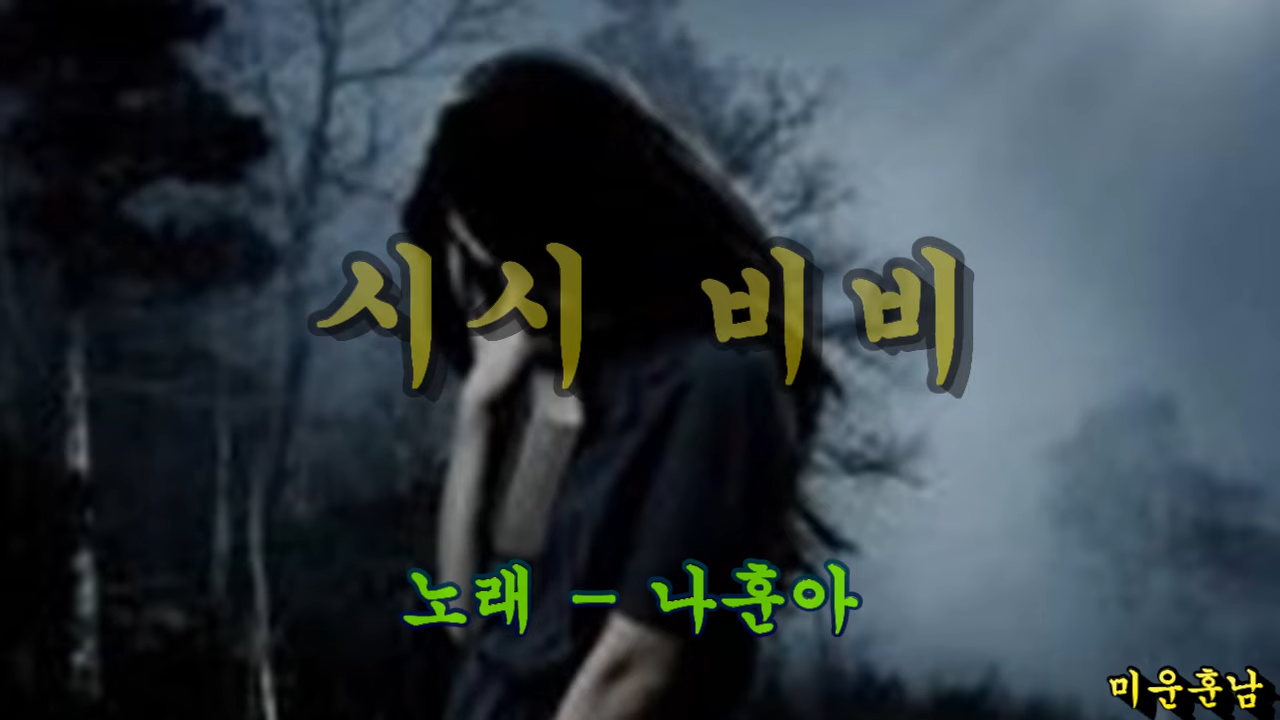 시시 비비
노래 - 나훈아
미운훈남